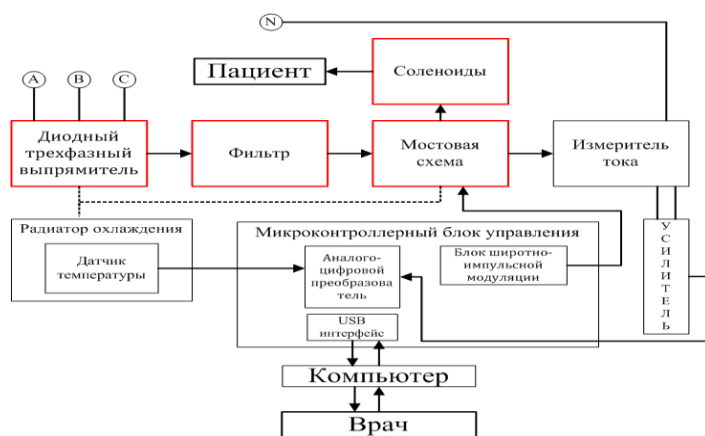 N
Соленоиды
Пациент
A
B
C
Диодный
трехфазный
выпрямитель
Фильтр
Мостовая
схема
Измеритель
тока
Радиатор охлаждения
Датчик
температуры
Микроконтроллерный блок управления
Аналого-
цифровой
преобразова
тель
Блок широтно-
импульсной
модуляции
USB
интерфейс
У
С
И
Л
И
Т
Е
Л
Ь
Компьютер
Врач